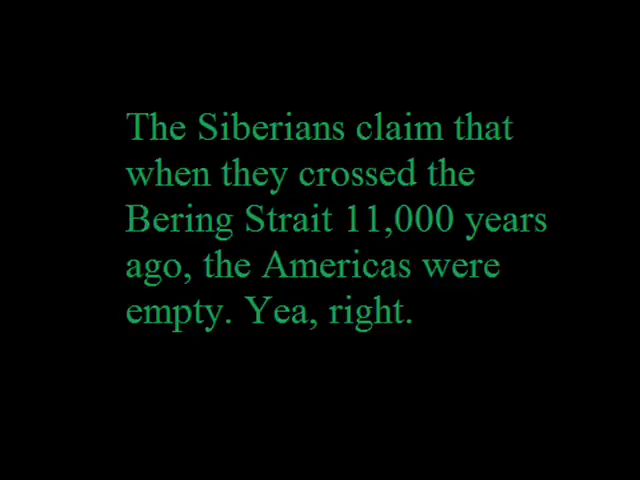 The Siberians claim that
when they crossed the
Bering Strait 11,000 years
ago, the Americas were
empty. Yea, right.